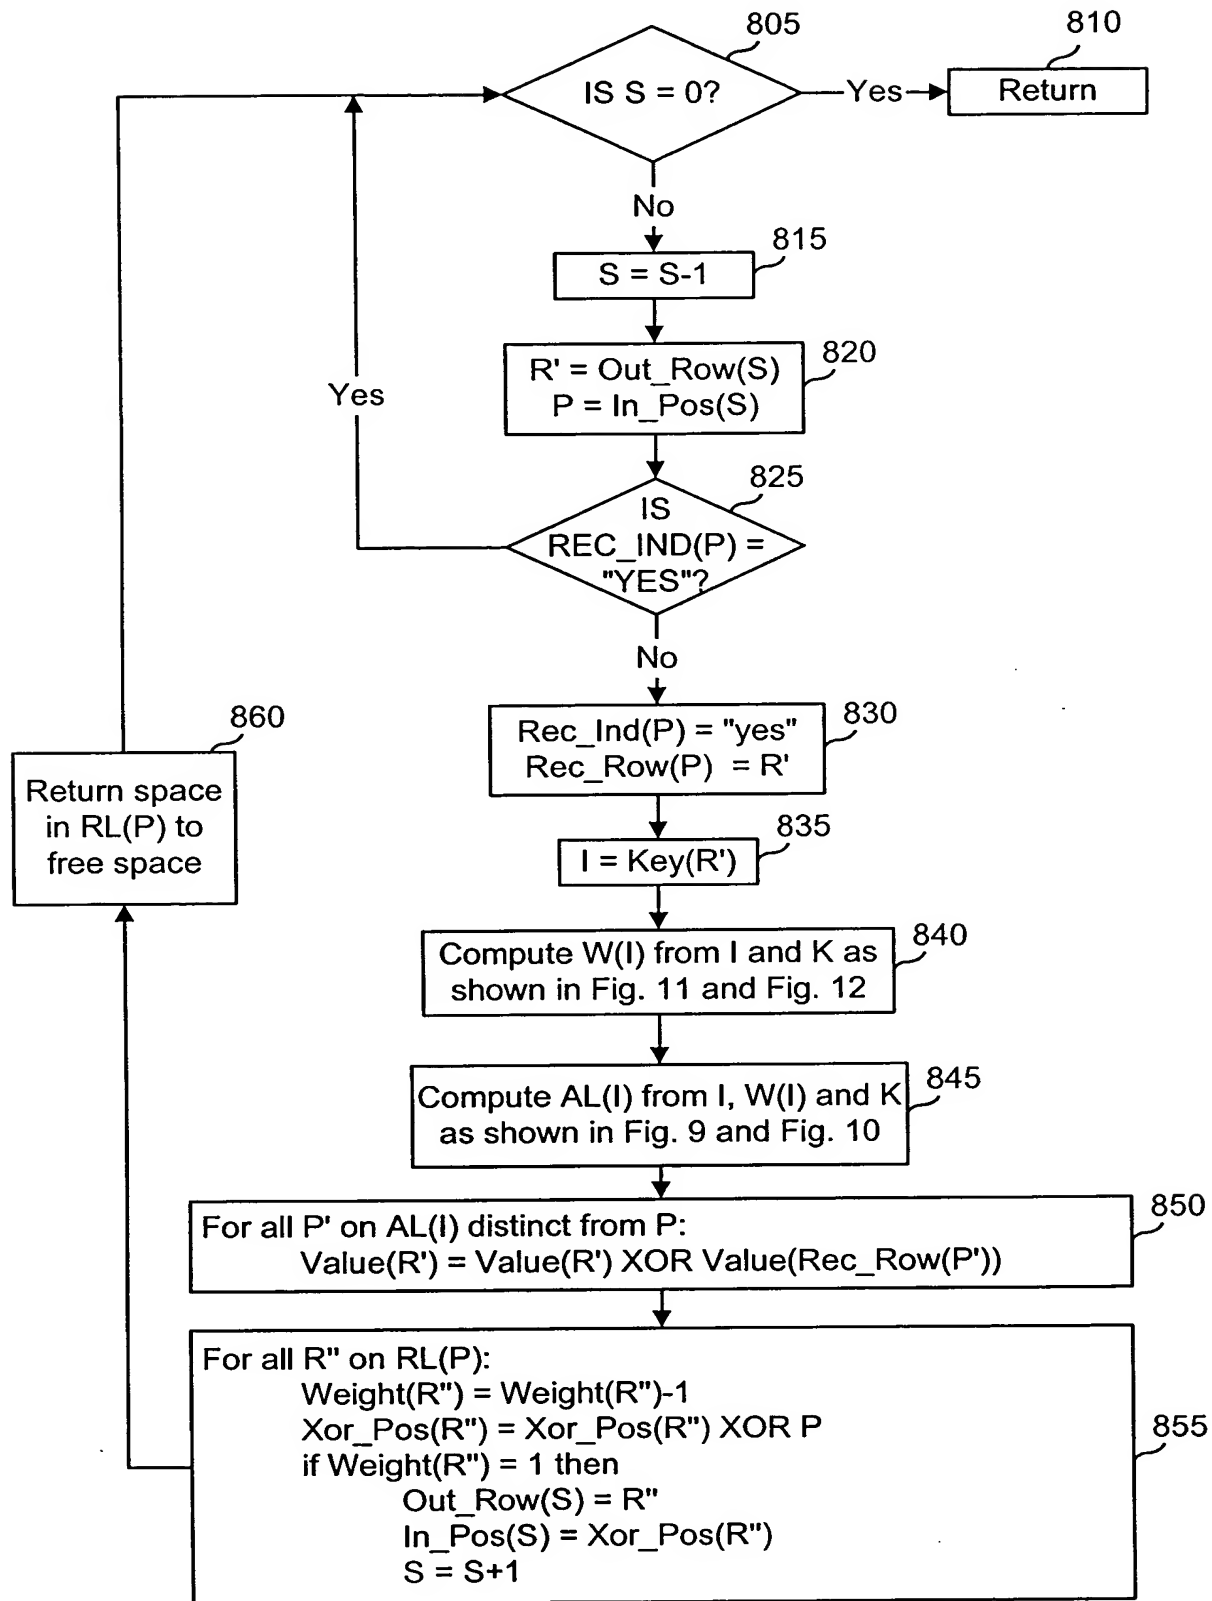 805
IS S = 0?
Yes
810
Return
No
815
S = S-1
820
R' = Out_Row(S)
P = In_Pos(S)
Yes
825
IS
REC_IND(P) =
"YES"?
No
830
Rec_Ind(P) = "yes"
Rec_Row(P) = R'
835
I = Key(R')
860
Return space
in RL(P) to
free space
840
Compute W(I) from I and K as
shown in Fig. 11 and Fig. 12
845
Compute AL(I) from I, W(I) and K
as shown in Fig. 9 and Fig. 10
850
For all P' on AL(I) distinct from P:
Value(R') = Value(R') XOR Value(Rec_Row(P'))
855
For all R" on RL(P):
Weight(R") = Weight(R")-1
Xor_Pos(R") = Xor_Pos(R") XOR P
if Weight(R") = 1 then
Out_Row(S) = R"
In_Pos(S) = Xor_Pos(R")
S = S+1